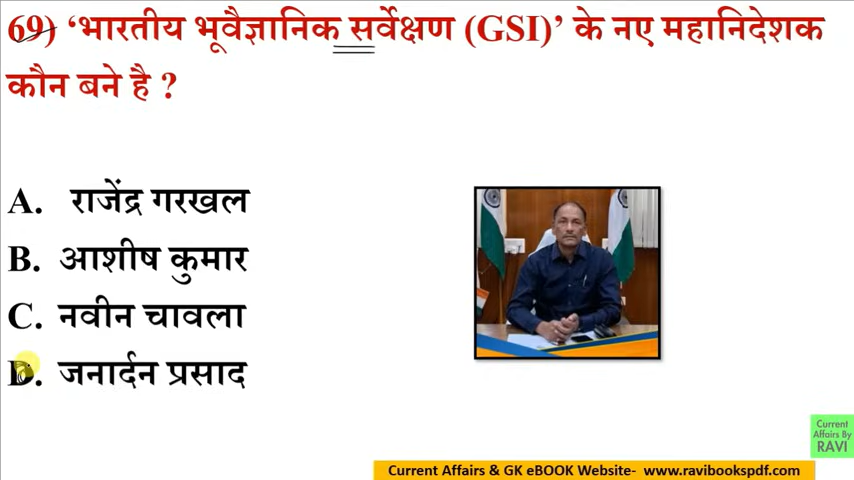 69) ‘भारतीय भूवैज्ञानिक सर्वेक्षण (GSI)’ के नए महानिदेशक
कौन बने है ?
A. राजेंद्र गरखल
B. आशीष कुमार
C. नवीन चावला
D. जनार्दन प्रसाद
Current
Affairs By
RAVI
Current Affairs & GK eBOOK Website- www.ravibookspdf.com